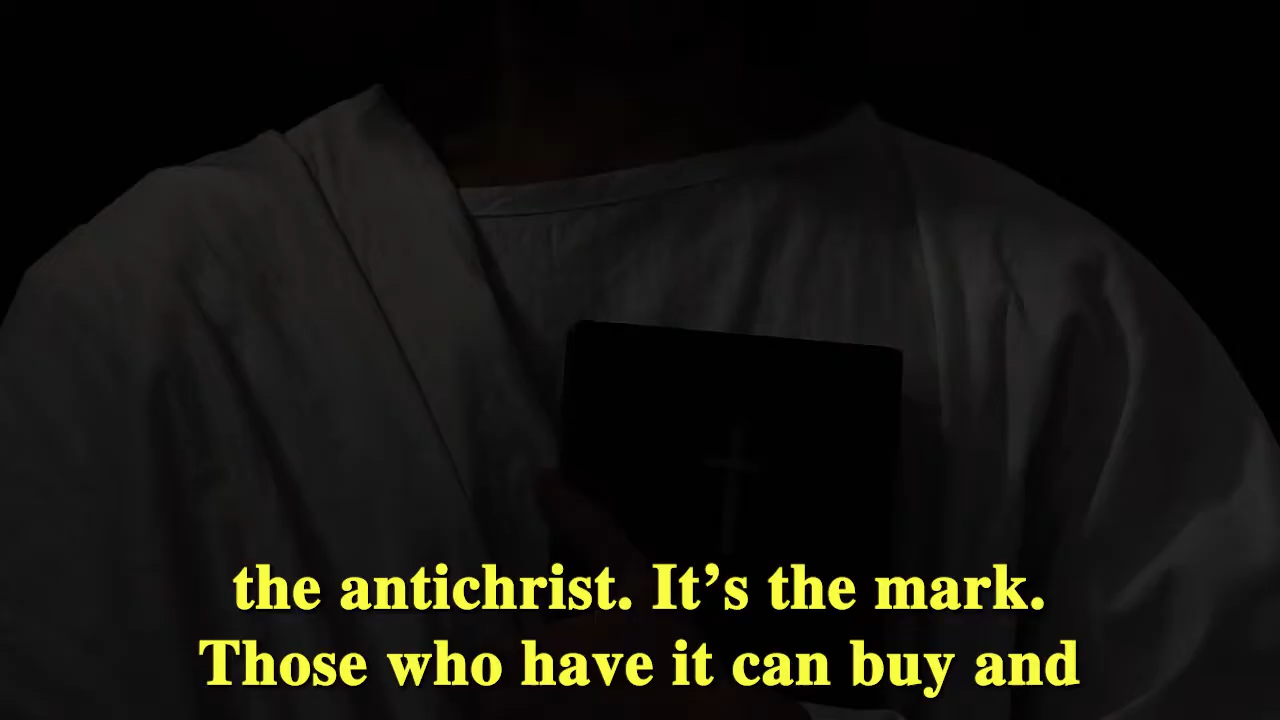 the antichrist. It’s the mark.
Those who have it can buy and